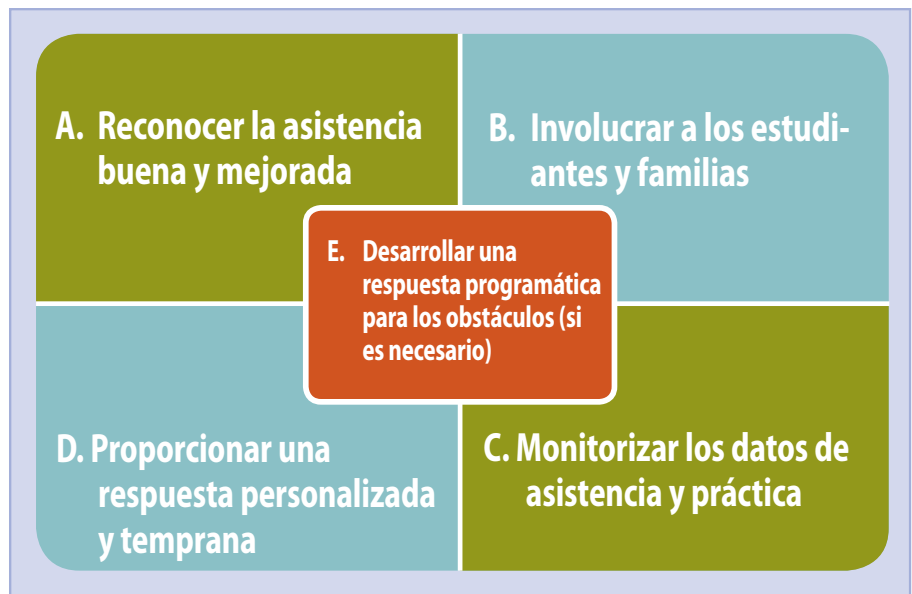 A. Reconocer la asistencia
buena y mejorada
B. Involucrar a los estudi-
antes y familias
E. Desarrollar una
respuesta programática
para los obstáculos (si
es necesario)
D. Proporcionar una
respuesta personalizada
y temprana
C. Monitorizar los datos de
asistencia y práctica